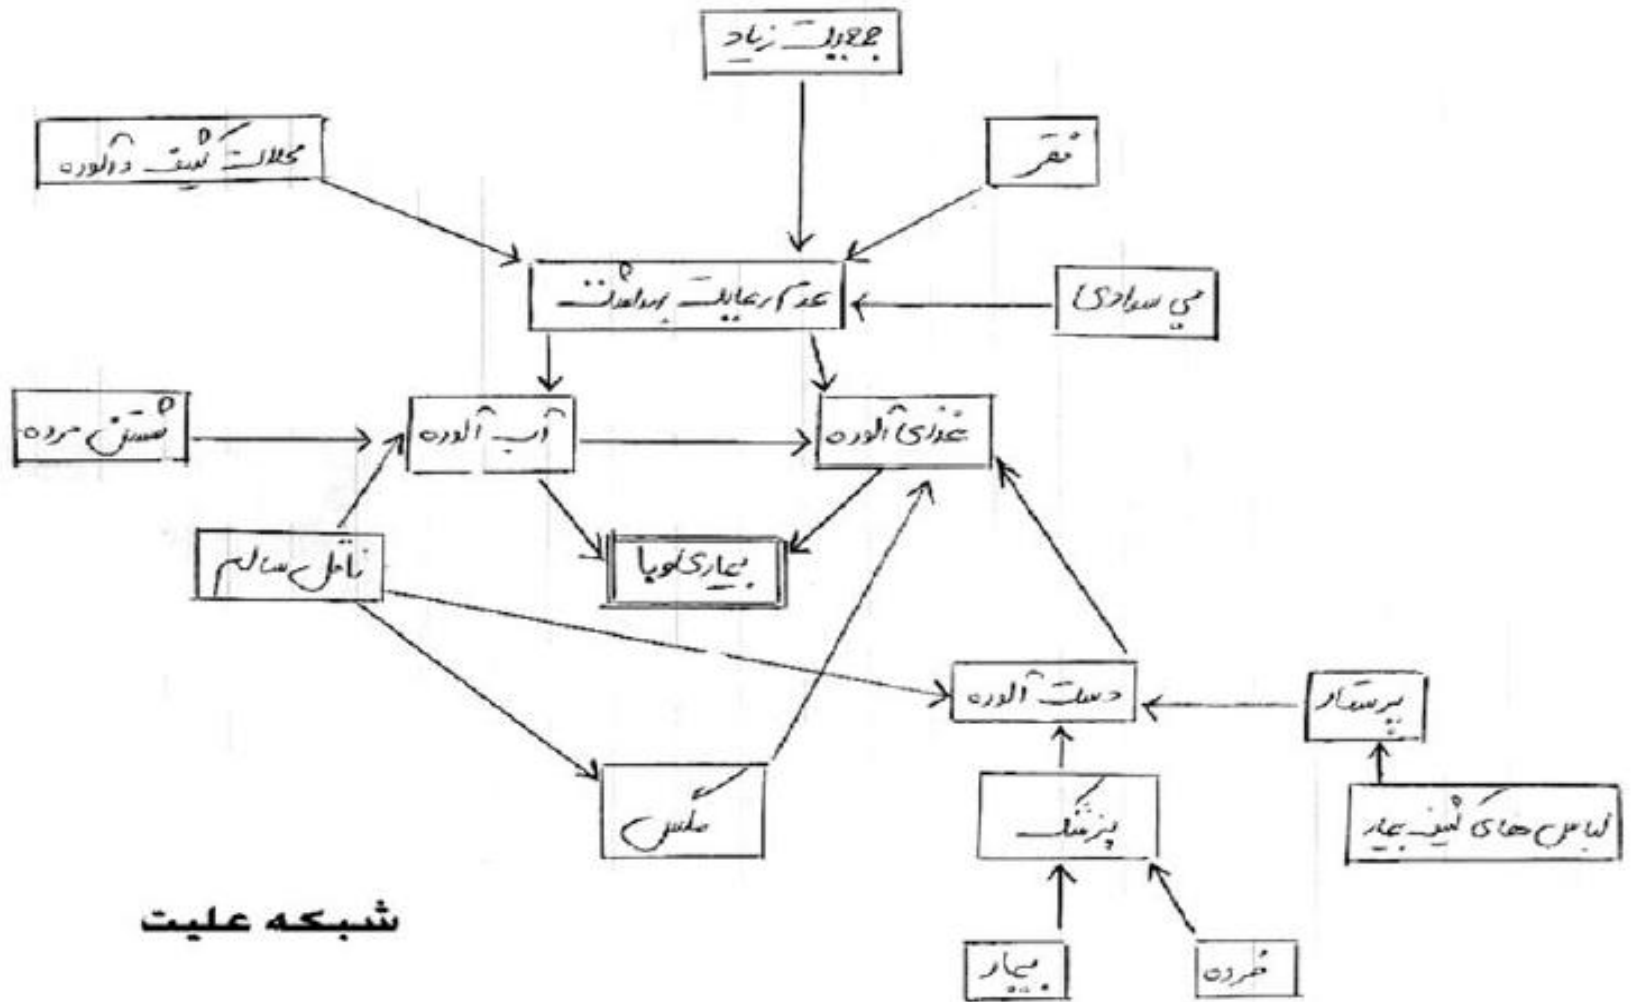 جمعیت زیاد
فقر
محلات کثیف و آلوده
عدم رعایت بهداشت
بی سوادی
غذای آلوده
آب آلوده
شستن مرده
بیماری وبا
ناقل سالم
پرستار
دست آلوده
لباس های کثیف بیمار
پزشک
مگس
شبکه علیت
مرده
بیمار